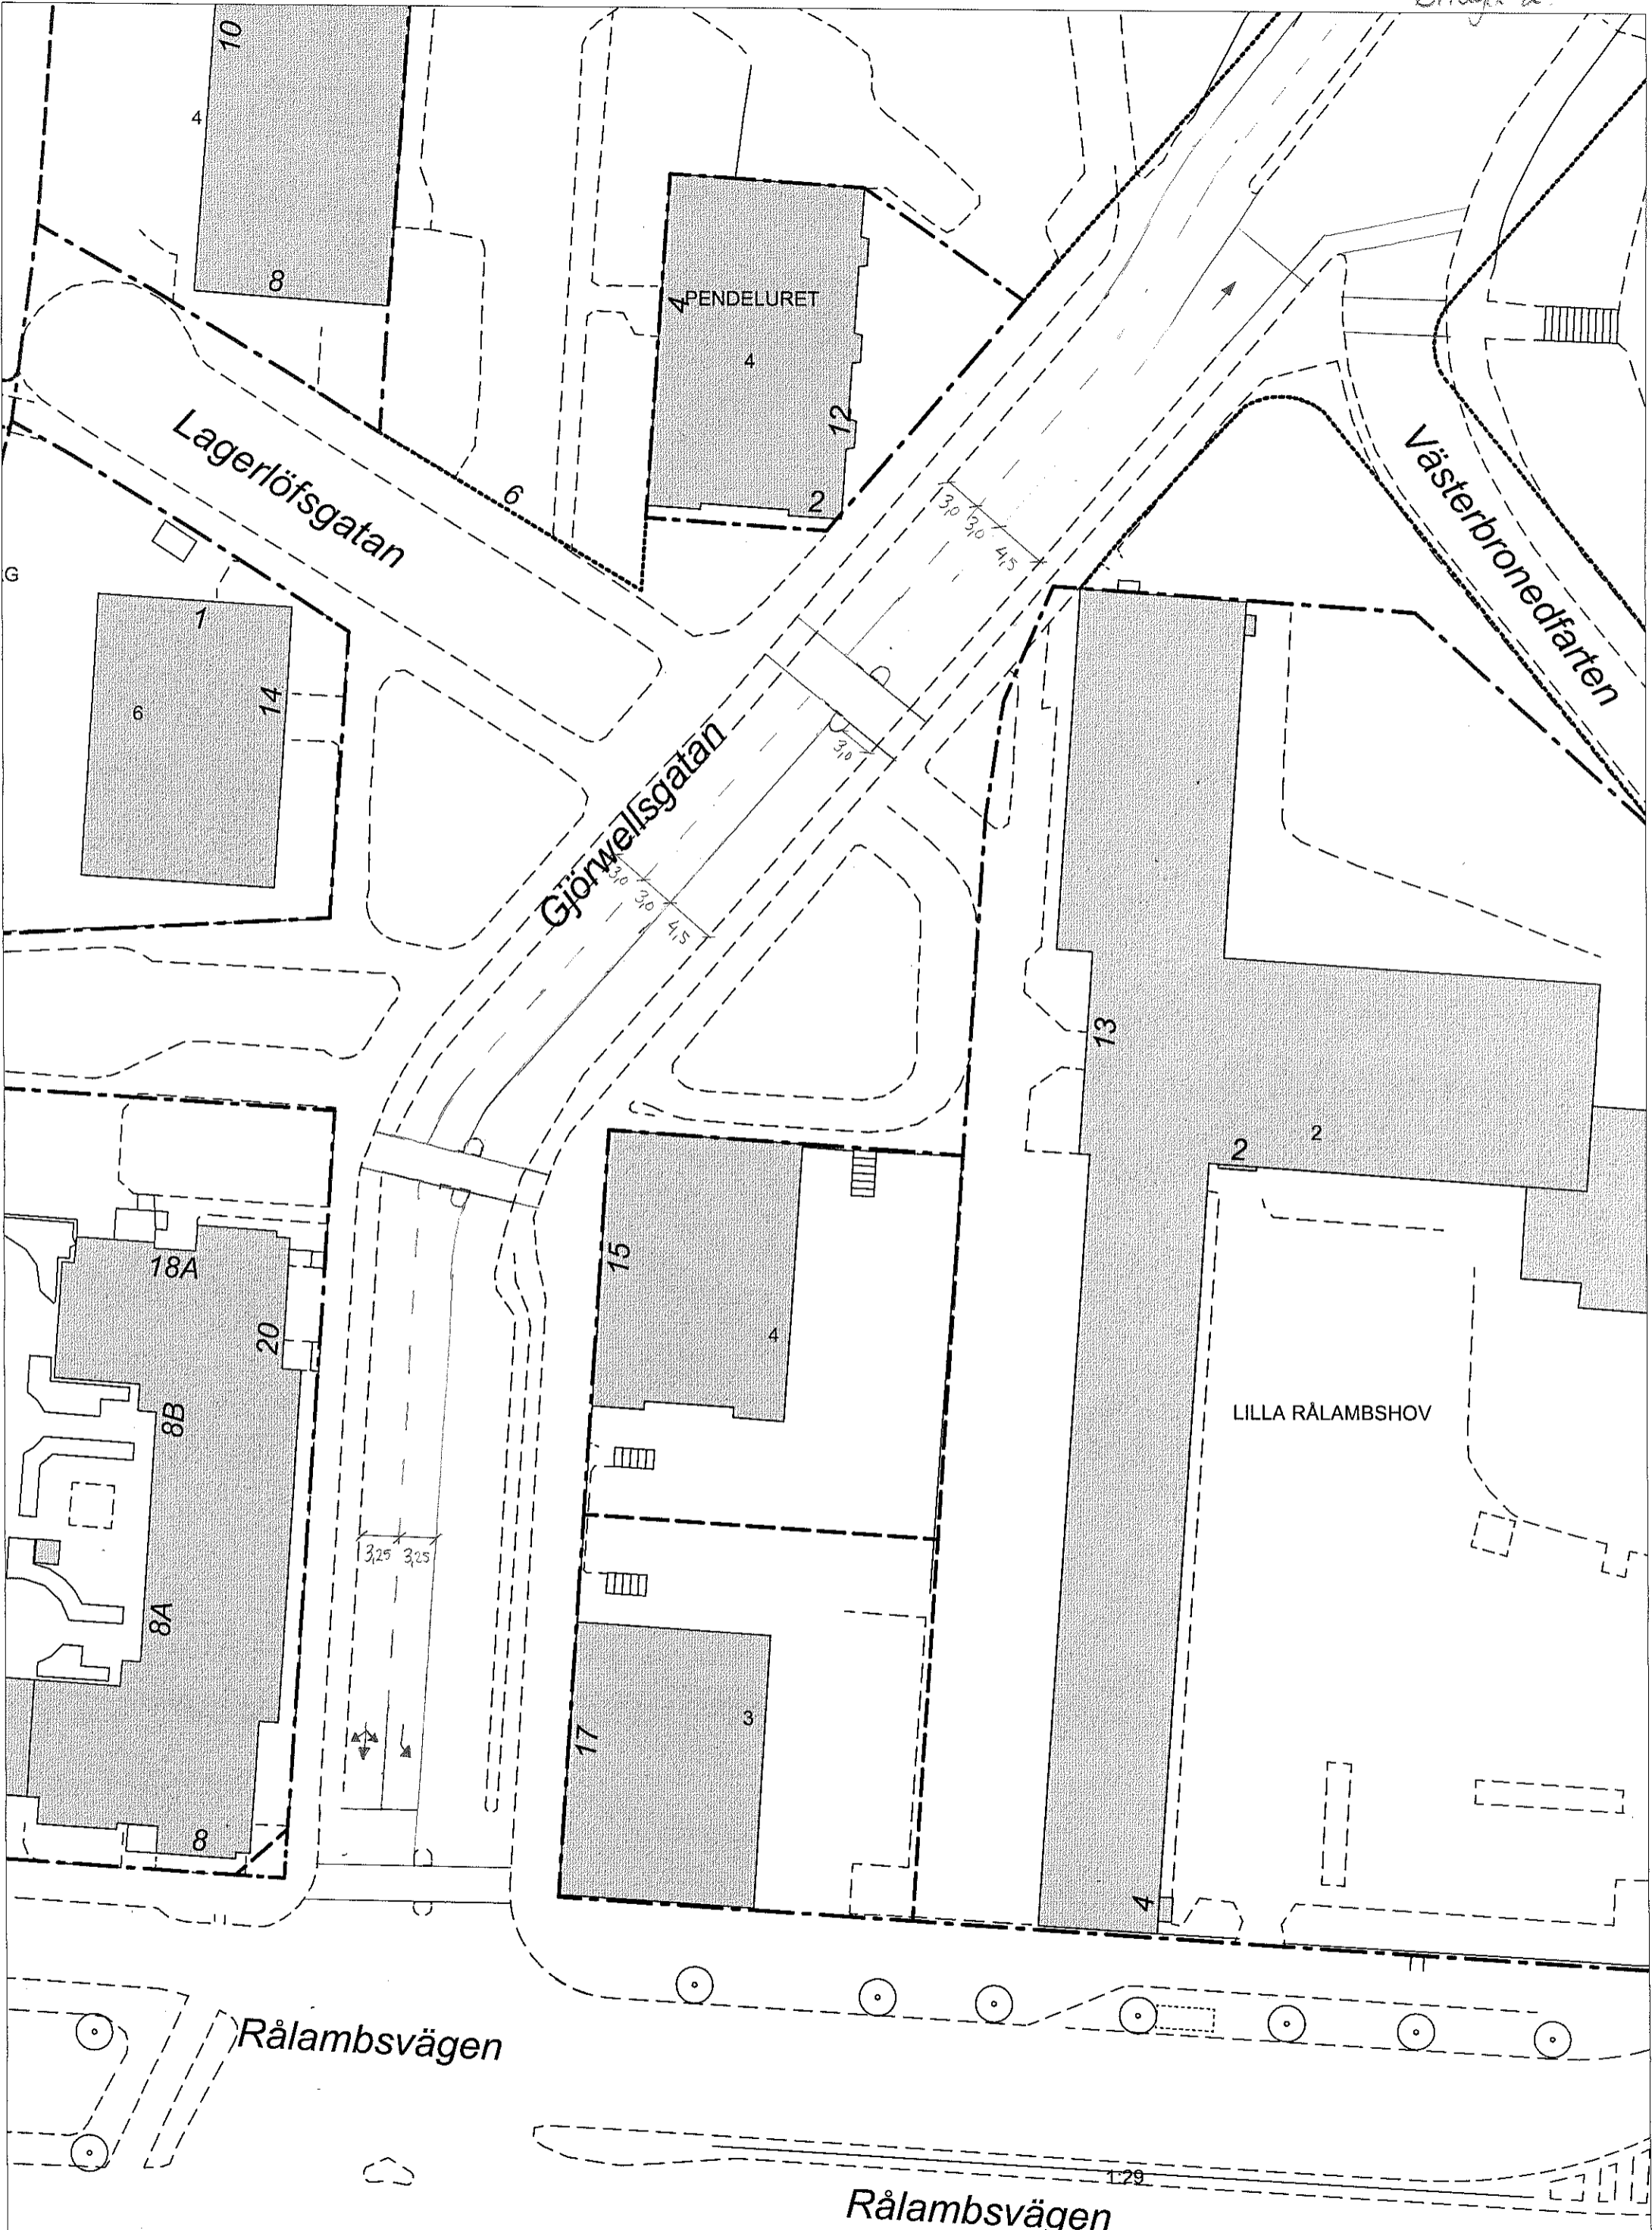 10
4
8
PENDELURET
4
4
12
2
Lagerlöfsgatan
6
Västerbronedfarten
3,0
3,0
4,5
G
1
14
6
3,0
Gjörwellsgatan
3,0
3,0
4,5
13
2
2
18A
15
20
4
8B
LILLA RÅLAMBSHOV
3,25
3,25
8A
17
3
8
4
Rålambsvägen
1:29
Rålambsvägen